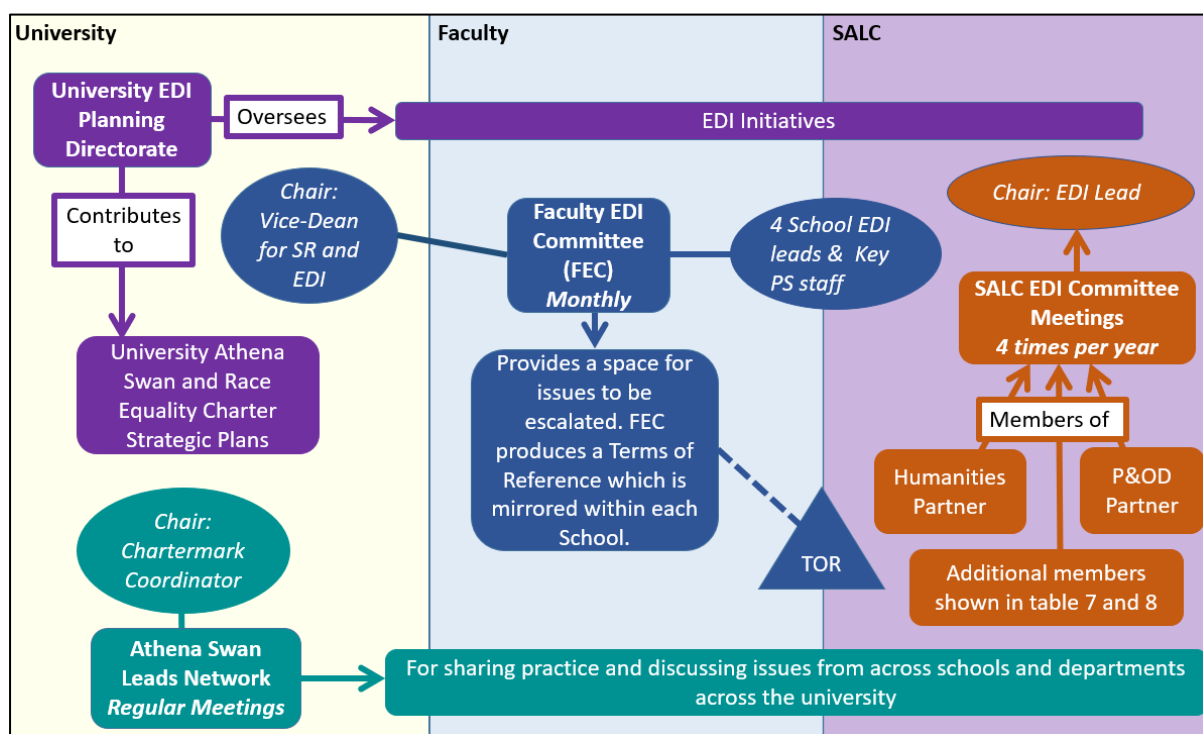 University
Faculty
SALC
University EDI
Planning
Directorate
Oversees
EDI Initiatives
Contributes
to
University Athena
Swan and Race
Equality Charter
Strategic Plans
Chair:
Vice-Dean
for SR and
EDI
Faculty EDI
Committee
(FEC)
Monthly
4 School EDI
leads & Key
PS staff
Provides a space for
issues to be
escalated. FEC
produces a Terms of
Reference which is
mirrored within each
School.
TOR
Chair: EDI Lead
SALC EDI Committee
Meetings
4 times per year
Members of
Humanities
Partner
P&OD
Partner
Additional members
shown in table 7 and 8
Chair:
Chartermark
Coordinator
Athena Swan
Leads Network
Regular Meetings
For sharing practice and discussing issues from across schools and departments
across the university